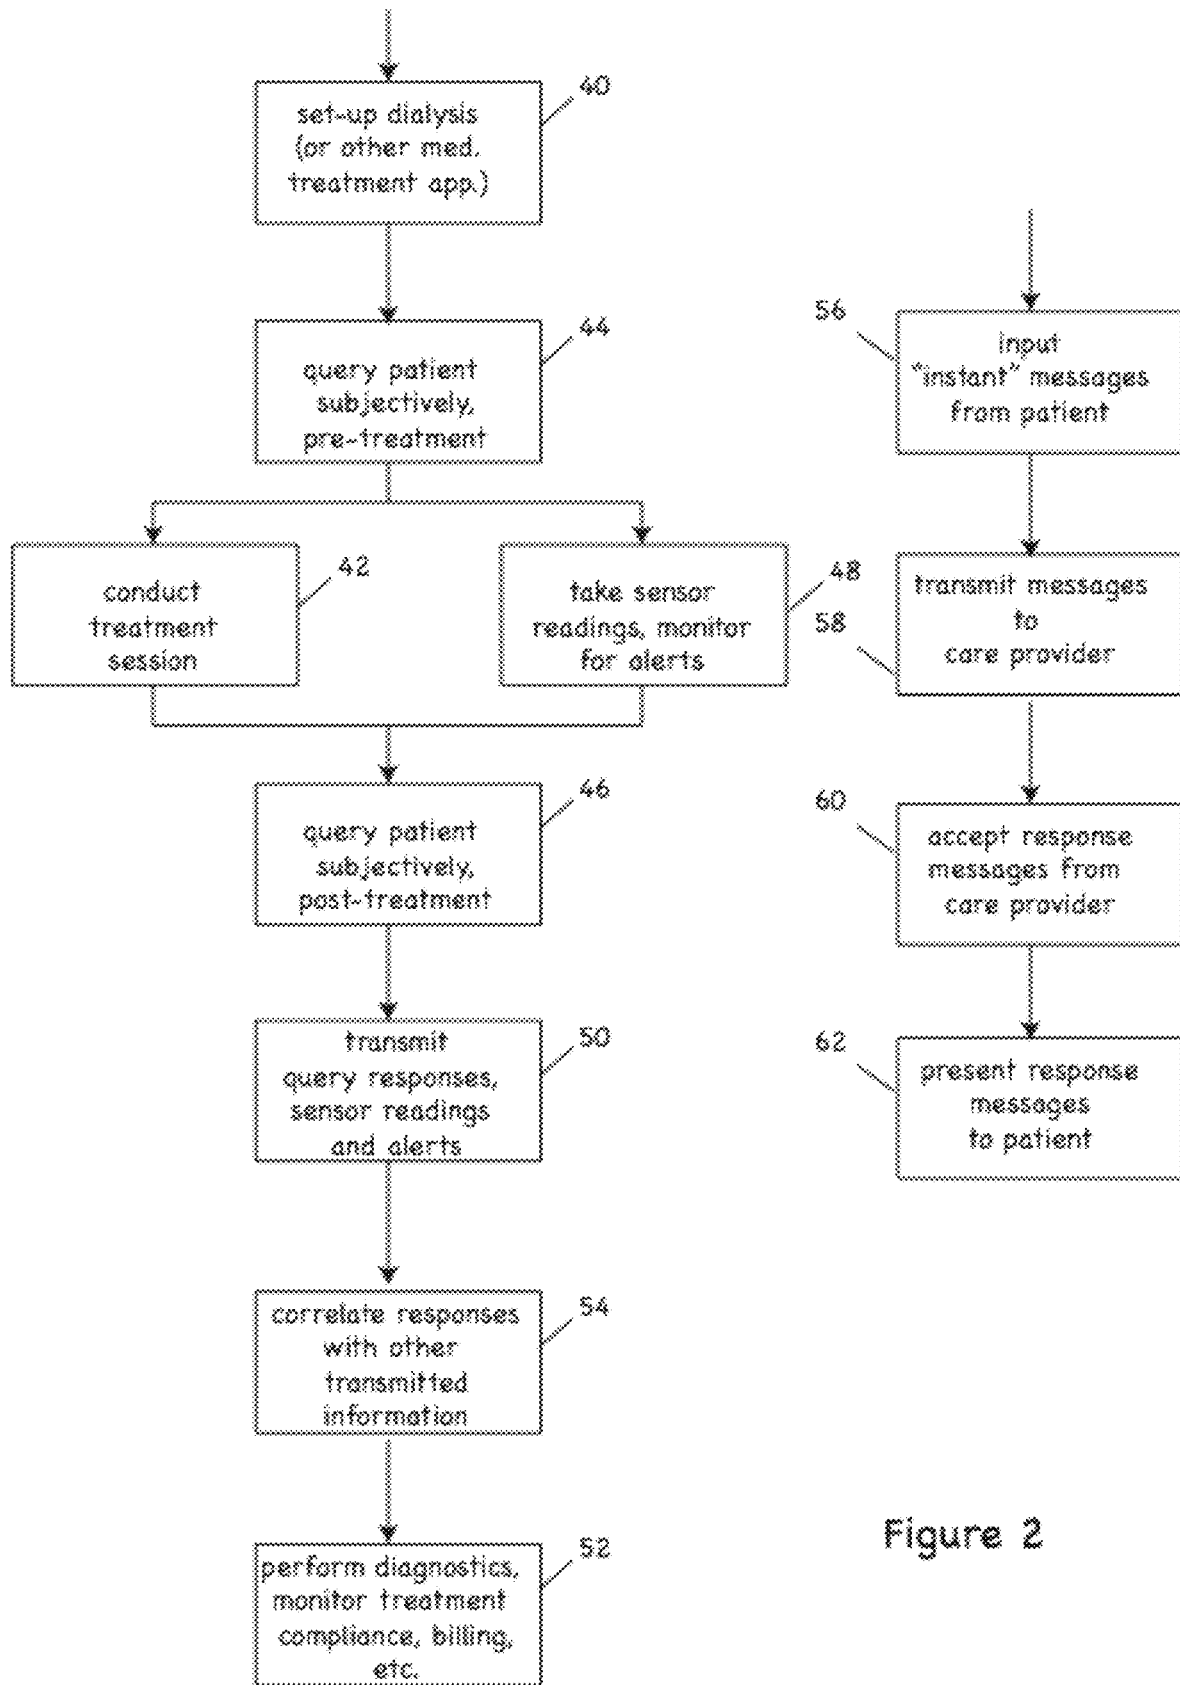 40
set-up dialysis
(or other med.
treatment app.)
44
query patient
subjectively,
pre-treatment
42
conduct
treatment
session
48
take sensor
readings, monitor
for alerts
46
query patient
subjectively,
post-treatment
50
transmit
query responses,
sensor readings
and alerts
54
correlate responses
with other
transmitted
information
52
perform diagnostics,
monitor treatment
compliance, billing,
etc.
56
input
"instant" messages
from patient
58
transmit messages
to
care provider
60
accept response
messages from
care provider
62
present response
messages
to patient
Figure 2